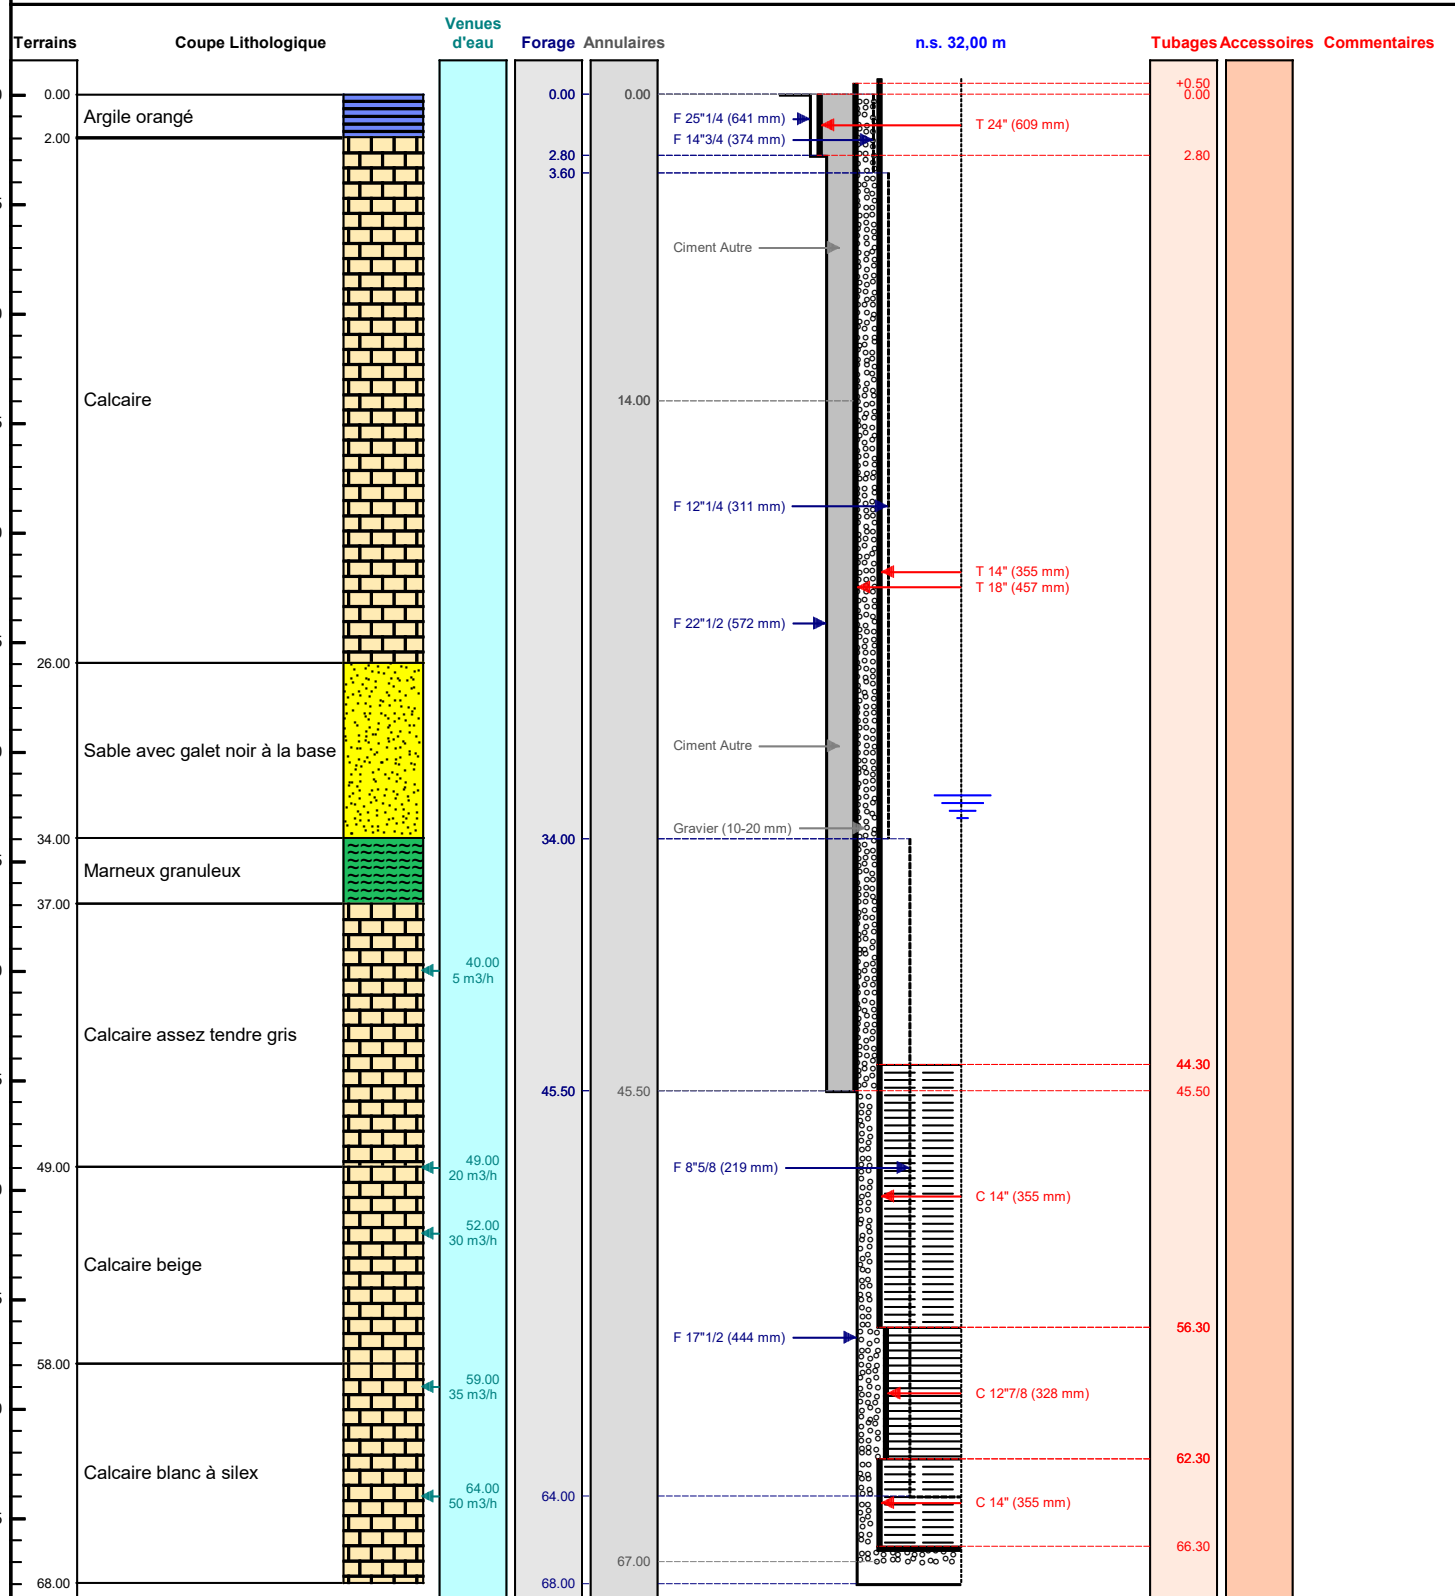 Venues
Terrains Coupe Lithologique d'eau Forage Annulaires n.s. 32,00 m Tubages Accessoires Commentaires
+0.50
0.00 0.00 0.00 0.00
Argile orangé F 25"1/4 (641 mm) T 24" (609 mm)
2.00 F 14"3/4 (374 mm)
2.80 2.80
3.60
Ciment Autre
Calcaire 14.00
F 12"1/4 (311 mm)
T 14" (355 mm)
T 18" (457 mm)
F 22"1/2 (572 mm)
26.00
Sable avec galet noir à la base Ciment Autre
Gravier (10-20 mm)
34.00 34.00
Marneux granuleux
37.00
40.00
5 m3/h
Calcaire assez tendre gris
44.30
45.50 45.50 45.50
49.00 49.00 F 8"5/8 (219 mm)
20 m3/h
C 14" (355 mm)
52.00
30 m3/h
Calcaire beige
56.30
F 17"1/2 (444 mm)
58.00
59.00
35 m3/h C 12"7/8 (328 mm)
62.30
Calcaire blanc à silex
64.00 64.00
50 m3/h C 14" (355 mm)
66.30
67.00
68.00 68.00